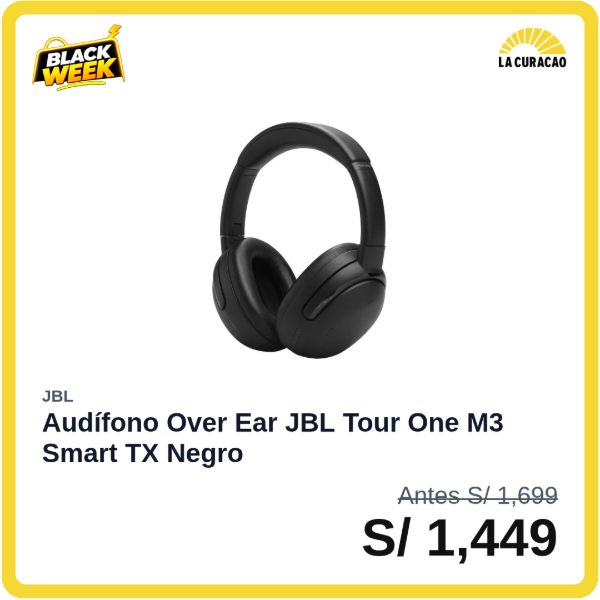 BLACK
WEEK
LA CURACAO
JBL
Audífono Over Ear JBL Tour One M3
Smart TX Negro
Antes S/ 1,699
S/ 1,449